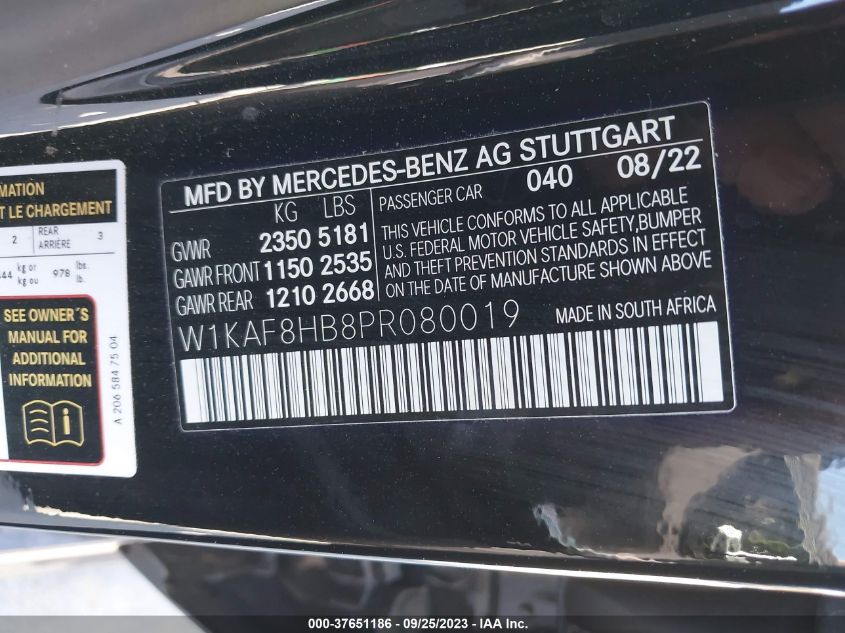 MATION
T LE CHARGEMENT
2 REAR ARRIÈRE 3
44 kg or kg ou 978 lbs. lb.
SEE OWNER´S
MANUAL FOR
ADDITIONAL
INFORMATION
A 206 584 75 04
MFD BY MERCEDES-BENZ AG STUTTGART
KG LBS
GVWR 2350 5181
GAWR FRONT 1150 2535
GAWR REAR 1210 2668
PASSENGER CAR 040 08/22
THIS VEHICLE CONFORMS TO ALL APPLICABLE
U.S. FEDERAL MOTOR VEHICLE SAFETY, BUMPER
AND THEFT PREVENTION STANDARDS IN EFFECT
ON THE DATE OF MANUFACTURE SHOWN ABOVE
W1KAF8HB8PR080019 MADE IN SOUTH AFRICA
000-37651186 - 09/25/2023 - © IAA, Inc.